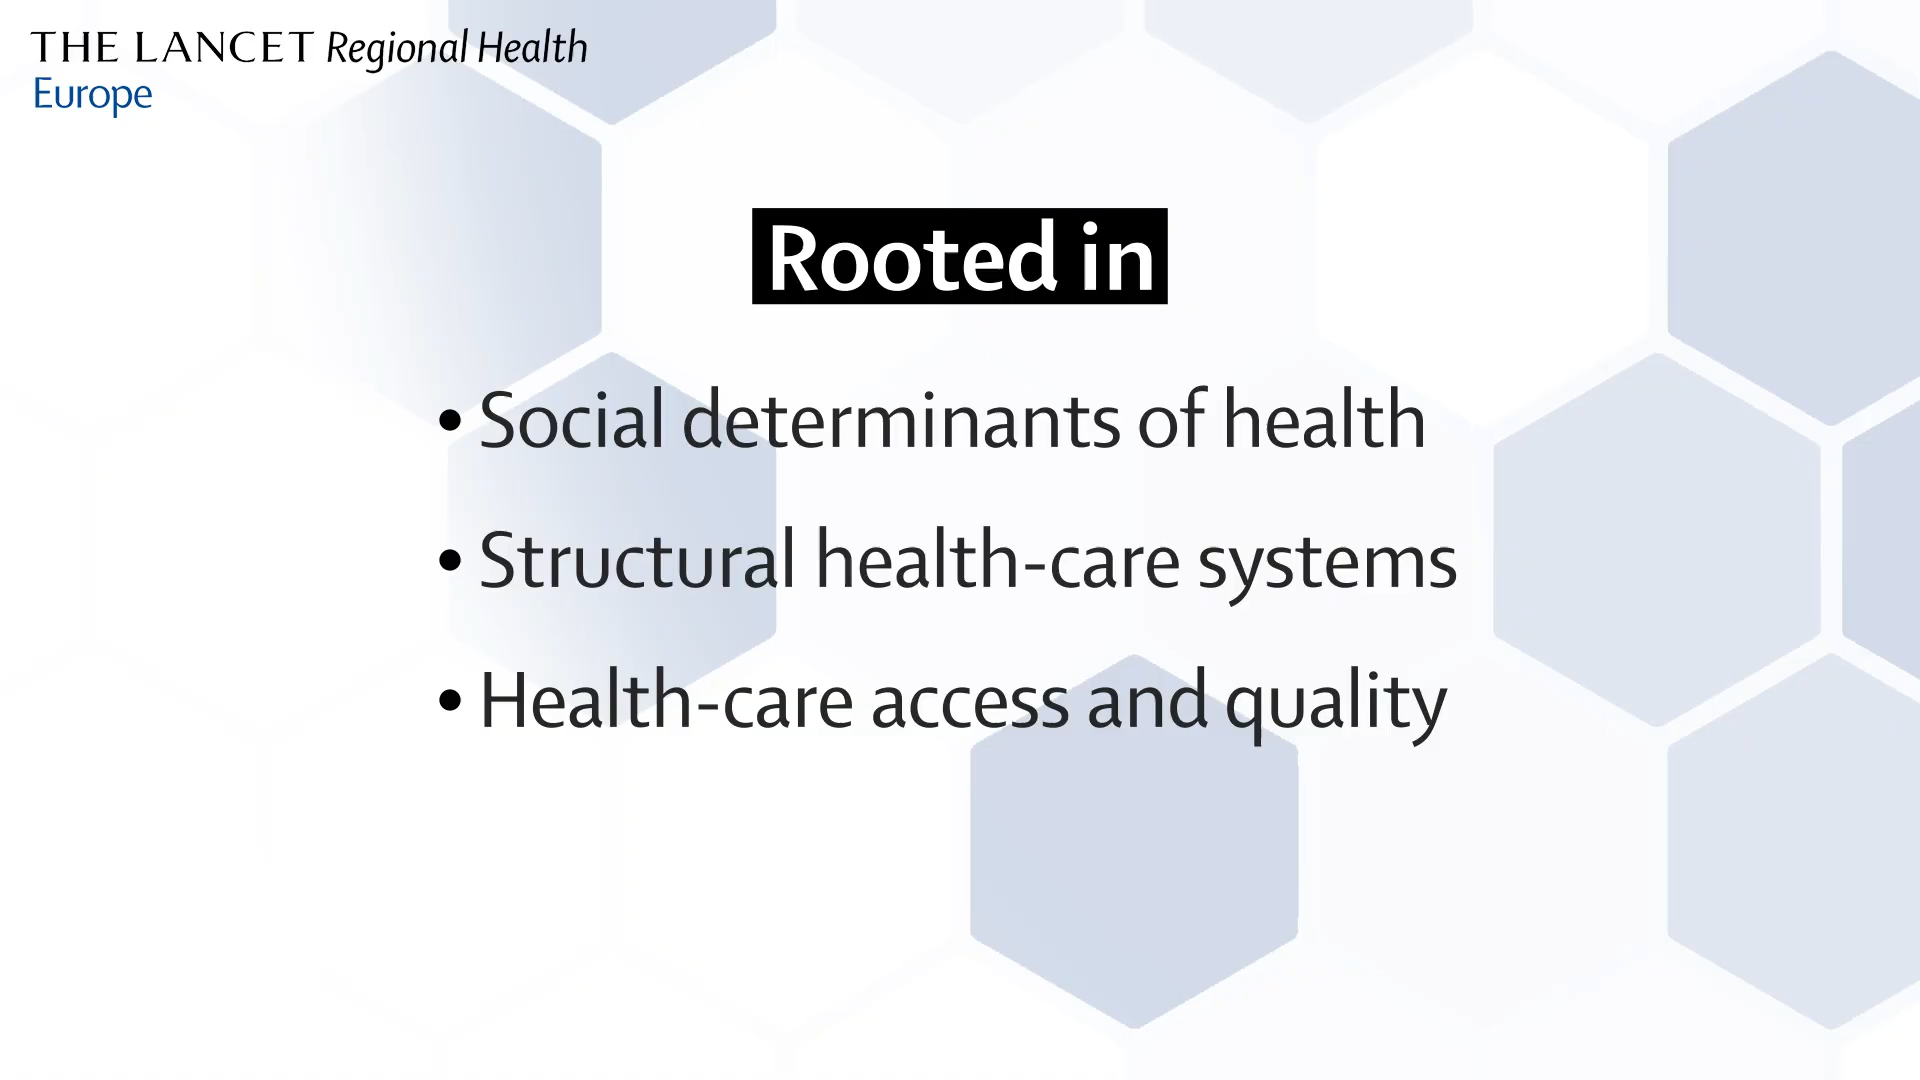 THE LANCET Regional Health
Europe
Rooted in
• Social determinants of health
• Structural health-care systems
• Health-care access and quality